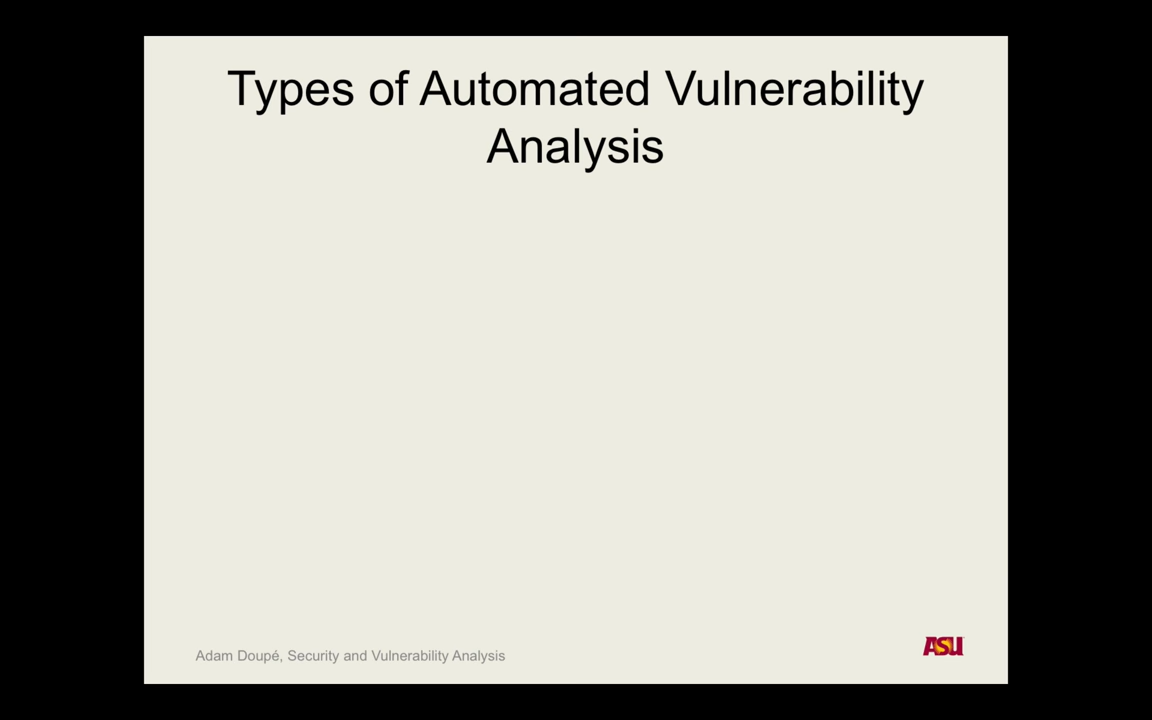 Types of Automated Vulnerability
Analysis
Adam Doupé, Security and Vulnerability Analysis
ASU